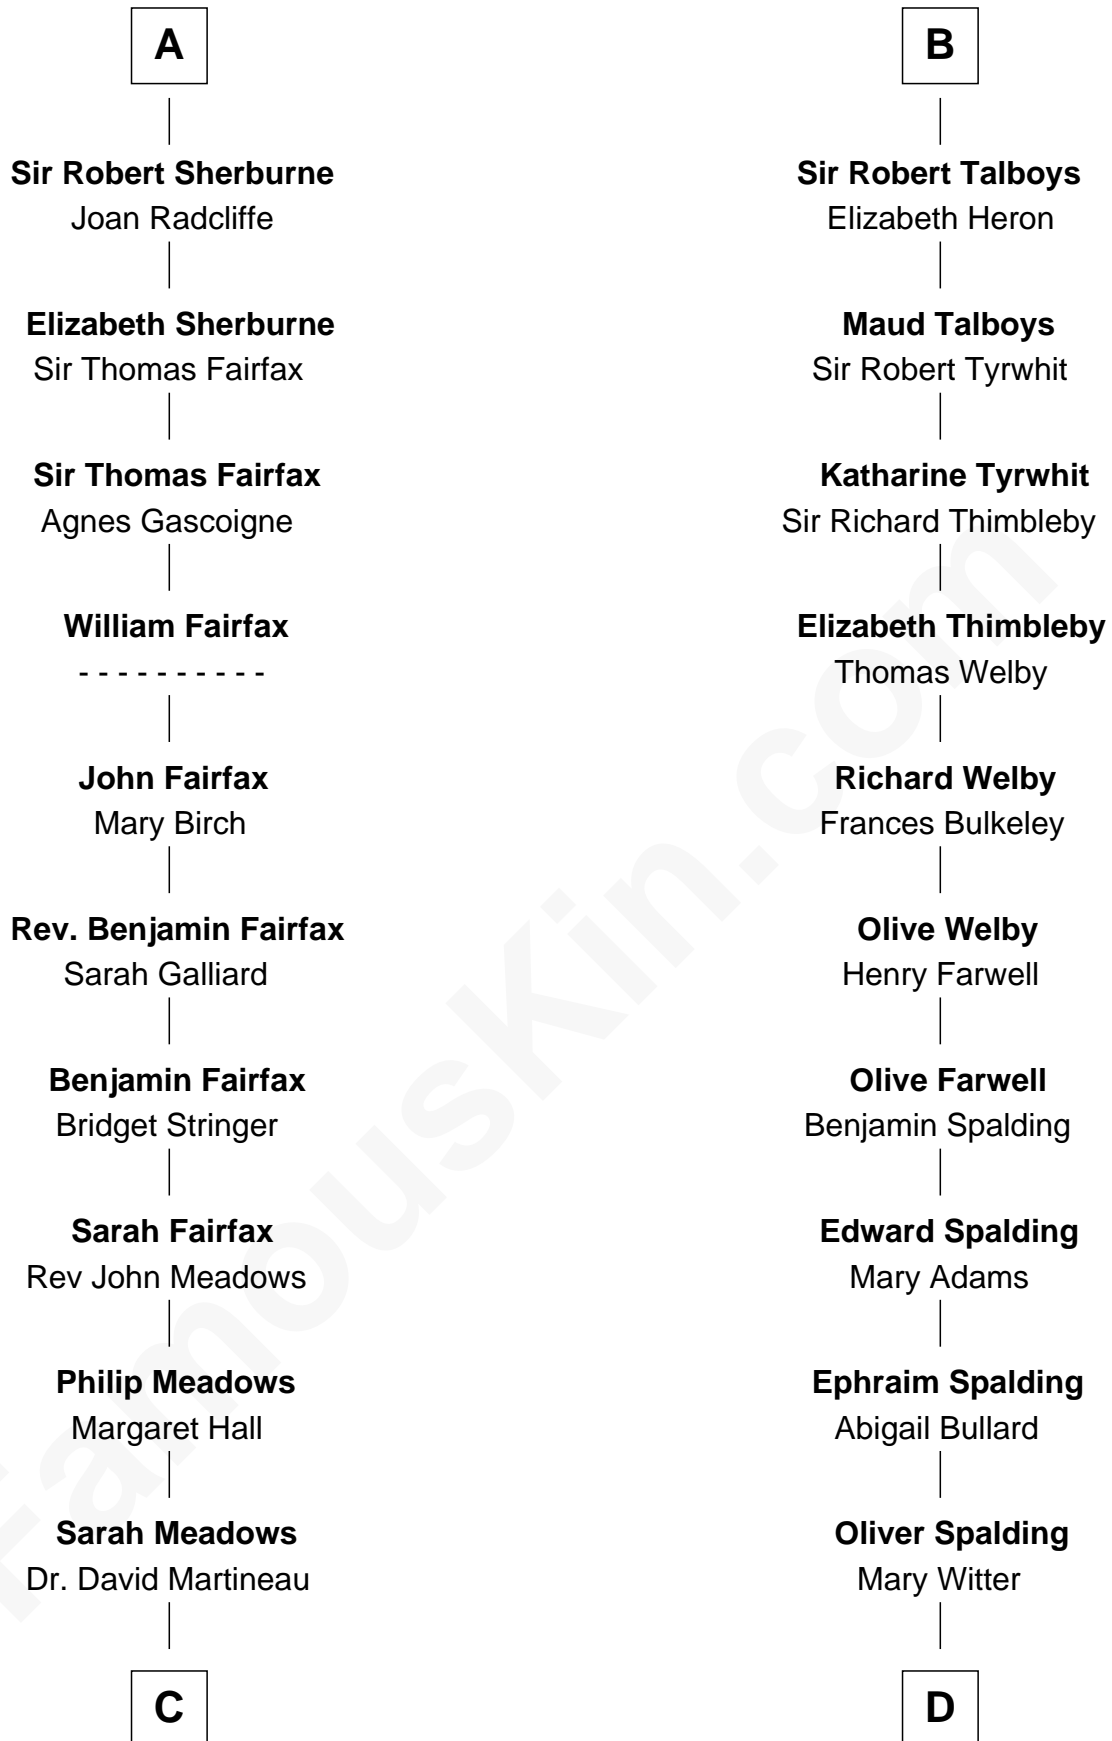 A
Sir Robert Sherburne
Joan Radcliffe
Elizabeth Sherburne
Sir Thomas Fairfax
Sir Thomas Fairfax
Agnes Gascoigne
William Fairfax
- - - - - - - - - -
John Fairfax
Mary Birch
Rev. Benjamin Fairfax
Sarah Galliard
Benjamin Fairfax
Bridget Stringer
Sarah Fairfax
Rev John Meadows
Philip Meadows
Margaret Hall
Sarah Meadows
Dr. David Martineau
C
B
Sir Robert Talboys
Elizabeth Heron
Maud Talboys
Sir Robert Tyrwhit
Katharine Tyrwhit
Sir Richard Thimbleby
Elizabeth Thimbleby
Thomas Welby
Richard Welby
Frances Bulkeley
Olive Welby
Henry Farwell
Olive Farwell
Benjamin Spalding
Edward Spalding
Mary Adams
Ephraim Spalding
Abigail Bullard
Oliver Spalding
Mary Witter
D
FamousKin.com